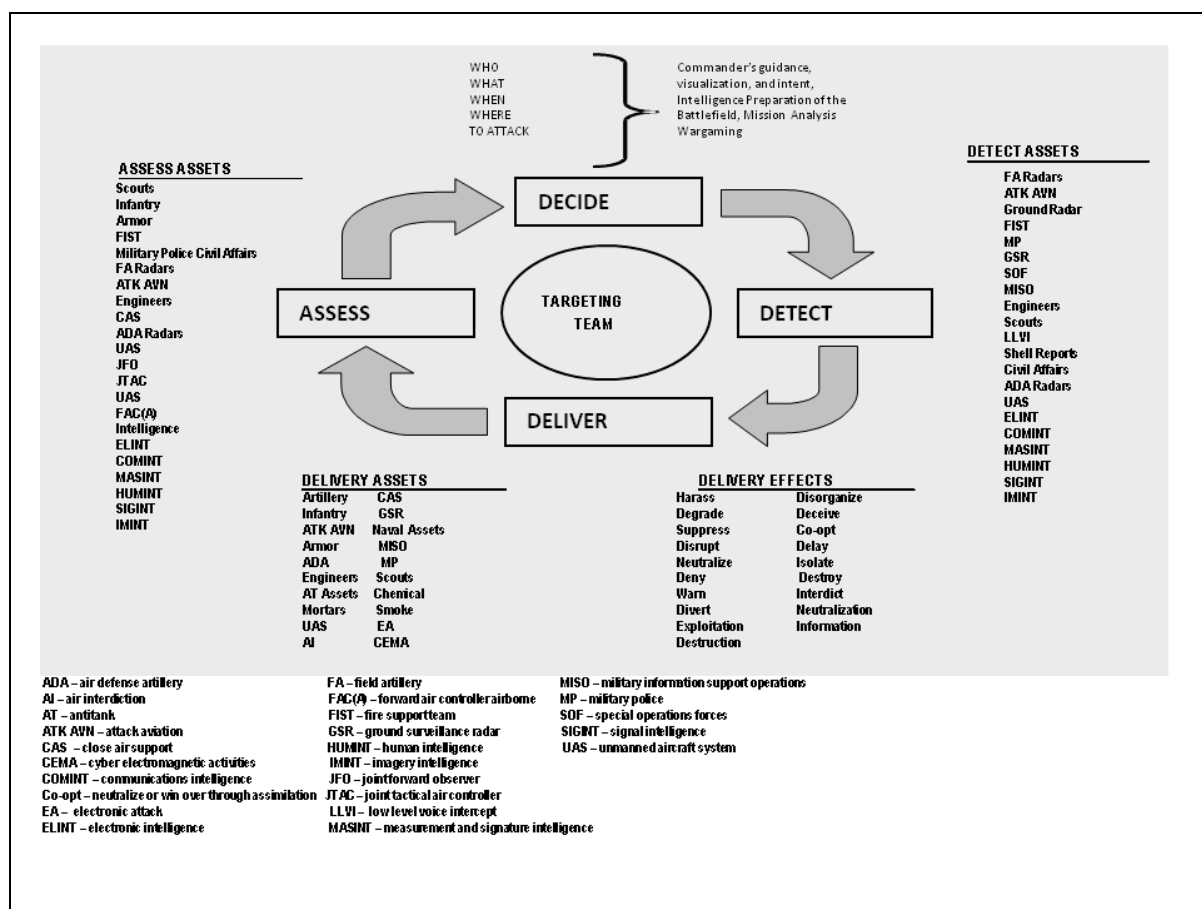 WHO
WHAT
WHEN
WHERE
TO ATTACK
Commander's guidance,
visualization, and intent,
Intelligence Preparation of the
Battlefield, Mission Analysis
Wargaming
ASSESS ASSETS
Scouts
Infantry
Armor
FIST
Military Police Civil Affairs
FA Radars
ATK AVN
Engineers
CAS
ADA Radars
UAS
JFO
JTAC
UAS
FAC(A)
Intelligence
ELINT
COMINT
MASINT
HUMINT
SIGINT
IMINT
DECIDE
ASSESS
TARGETING
TEAM
DETECT
DELIVER
DETECT ASSETS
FA Radars
ATK AVN
Ground Radar
FIST
MP
GSR
SOF
MISO
Engineers
Scouts
LLVI
Shell Reports
Civil Affairs
ADA Radars
UAS
ELINT
COMINT
MASINT
HUMINT
SIGINT
IMINT
DELIVERY ASSETS
Artillery CAS
Infantry GSR
ATK AVN Naval Assets
Armor MISO
ADA MP
Engineers Scouts
AT Assets Chemical
Mortars Smoke
UAS EA
AI CEMA
DELIVERY EFFECTS
Harass Disorganize
Degrade Deceive
Suppress Co-opt
Disrupt Delay
Neutralize Isolate
Deny Destroy
Warn Interdict
Divert Neutralization
Exploitation Information
Destruction
ADA – air defense artillery
AI – air interdiction
AT – antitank
ATK AVN – attack aviation
CAS – close air support
CEMA – cyber electromagnetic activities
COMINT – communications intelligence
Co-opt – neutralize or win over through assimilation
EA – electronic attack
ELINT – electronic intelligence
FA – field artillery
FAC(A) – forward air controller airborne
FIST – fire support team
GSR – ground surveillance radar
HUMINT – human intelligence
IMINT – imagery intelligence
JFO – joint forward observer
JTAC – joint tactical air controller
LLVI – low level voice intercept
MASINT – measurement and signature intelligence
MISO – military information support operations
MP – military police
SOF – special operations forces
SIGINT – signal intelligence
UAS – unmanned aircraft system